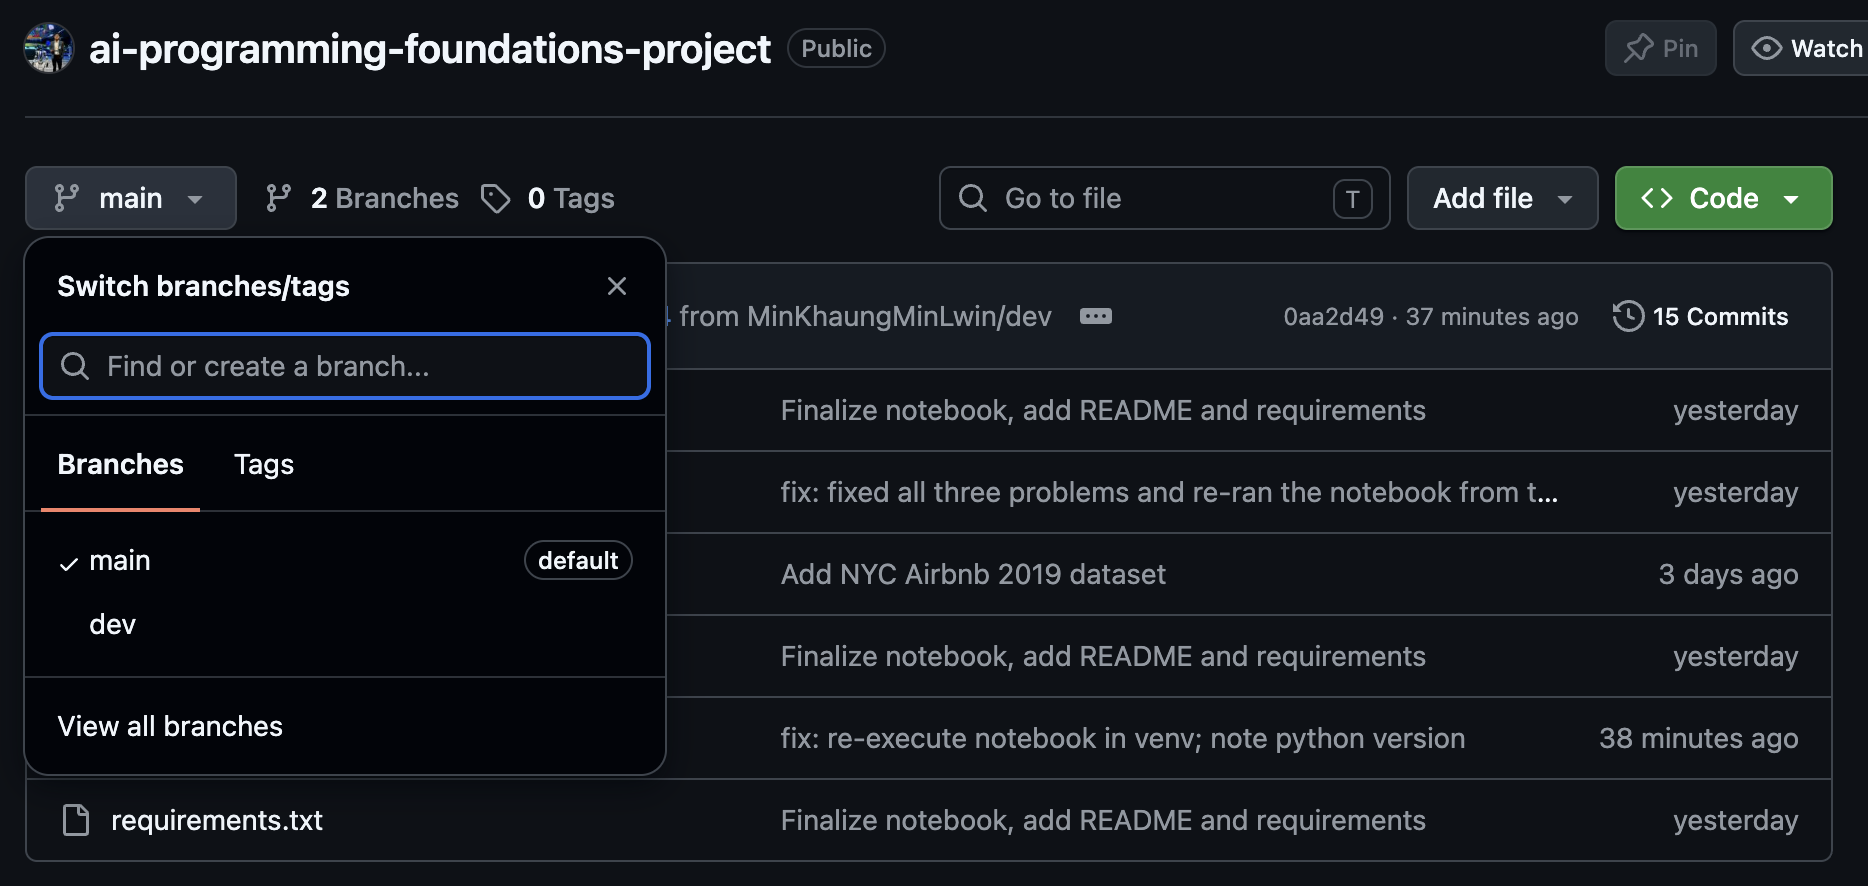 ai-programming-foundations-project Public Pin Watch
main 2 Branches 0 Tags Go to file T Add file Code
Switch branches/tags
from MinKhaungMinLwin/dev 0aa2d49 · 37 minutes ago 15 Commits
Find or create a branch...
Finalize notebook, add README and requirements yesterday
Branches Tags
fix: fixed all three problems and re-ran the notebook from t... yesterday
main default
Add NYC Airbnb 2019 dataset 3 days ago
dev
Finalize notebook, add README and requirements yesterday
View all branches
fix: re-execute notebook in venv; note python version 38 minutes ago
requirements.txt Finalize notebook, add README and requirements yesterday